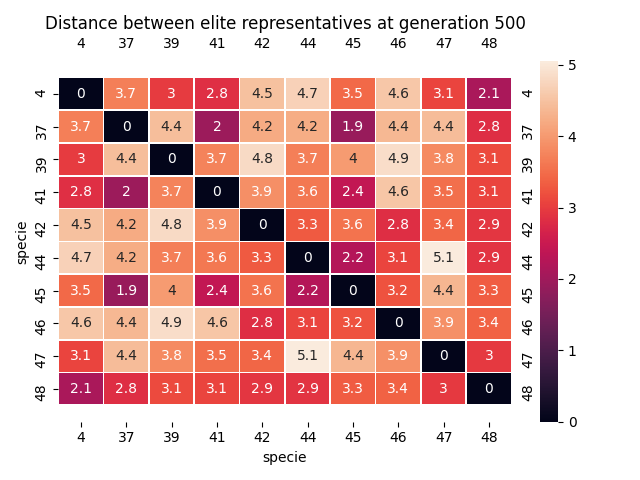 Distance between elite representatives at generation 500
4 37 39 41 42 44 45 46 47 48
4 0 3.7 3 2.8 4.5 4.7 3.5 4.6 3.1 2.1 4 5
37 3.7 0 4.4 2 4.2 4.2 1.9 4.4 4.4 2.8 37 4
39 3 4.4 0 3.7 4.8 3.7 4 4.9 3.8 3.1 39
41 2.8 2 3.7 0 3.9 3.6 2.4 4.6 3.5 3.1 41 3
specie
42 4.5 4.2 4.8 3.9 0 3.3 3.6 2.8 3.4 2.9 42
44 4.7 4.2 3.7 3.6 3.3 0 2.2 3.1 5.1 2.9 44
45 3.5 1.9 4 2.4 3.6 2.2 0 3.2 4.4 3.3 45 2
46 4.6 4.4 4.9 4.6 2.8 3.1 3.2 0 3.9 3.4 46
47 3.1 4.4 3.8 3.5 3.4 5.1 4.4 3.9 0 3 47 1
48 2.1 2.8 3.1 3.1 2.9 2.9 3.3 3.4 3 0 48 0
4 37 39 41 42 44 45 46 47 48
specie